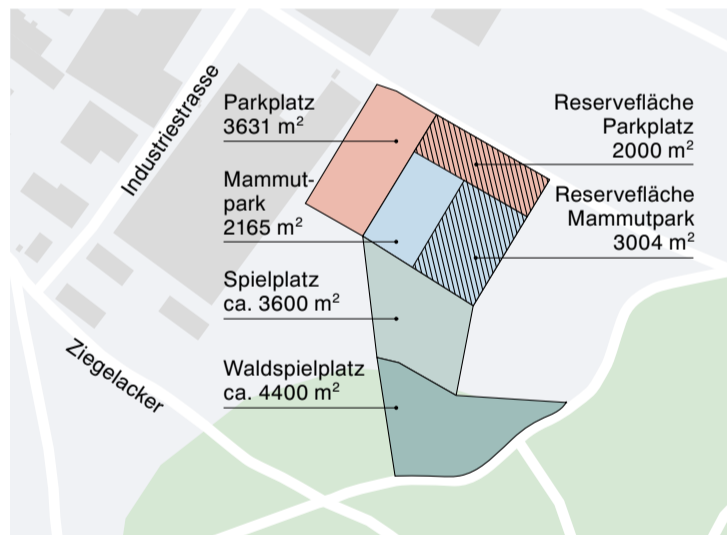 Industriestrasse
Parkplatz
3631 m²
Mammut-
park
2165 m²
Spielplatz
ca. 3600 m²
Waldspielplatz
ca. 4400 m²
Reservefläche
Parkplatz
2000 m²
Reservefläche
Mammutpark
3004 m²
Ziegelacker